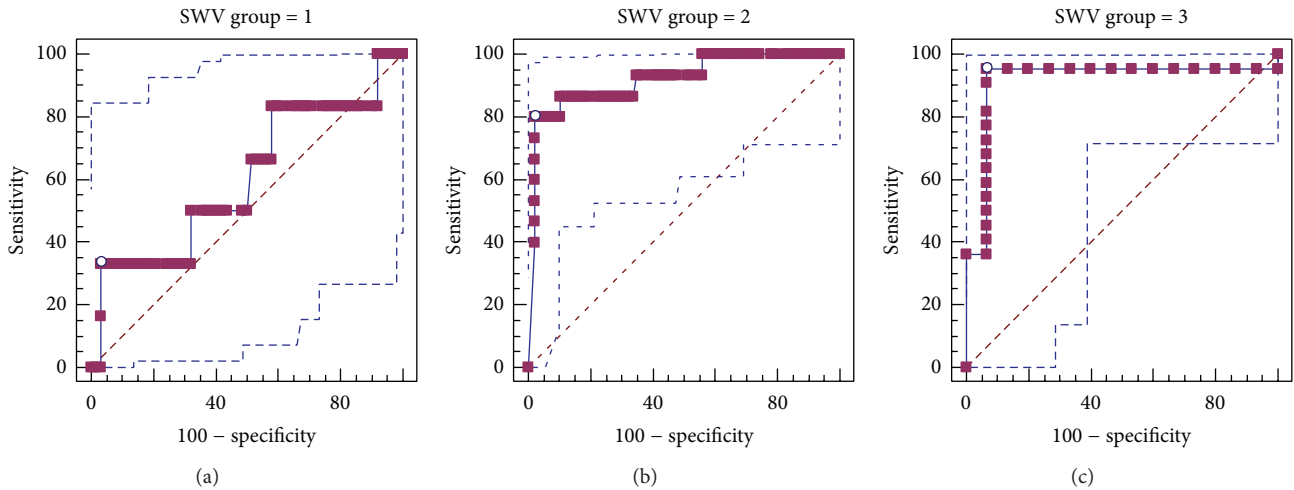 SWV group = 1
100
80
60
40
20
0
Sensitivity
0
40
80
100 − specificity
(a)
SWV group = 2
100
80
60
40
20
0
Sensitivity
0
40
80
100 − specificity
(b)
SWV group = 3
100
80
60
40
20
0
Sensitivity
0
40
80
100 − specificity
(c)